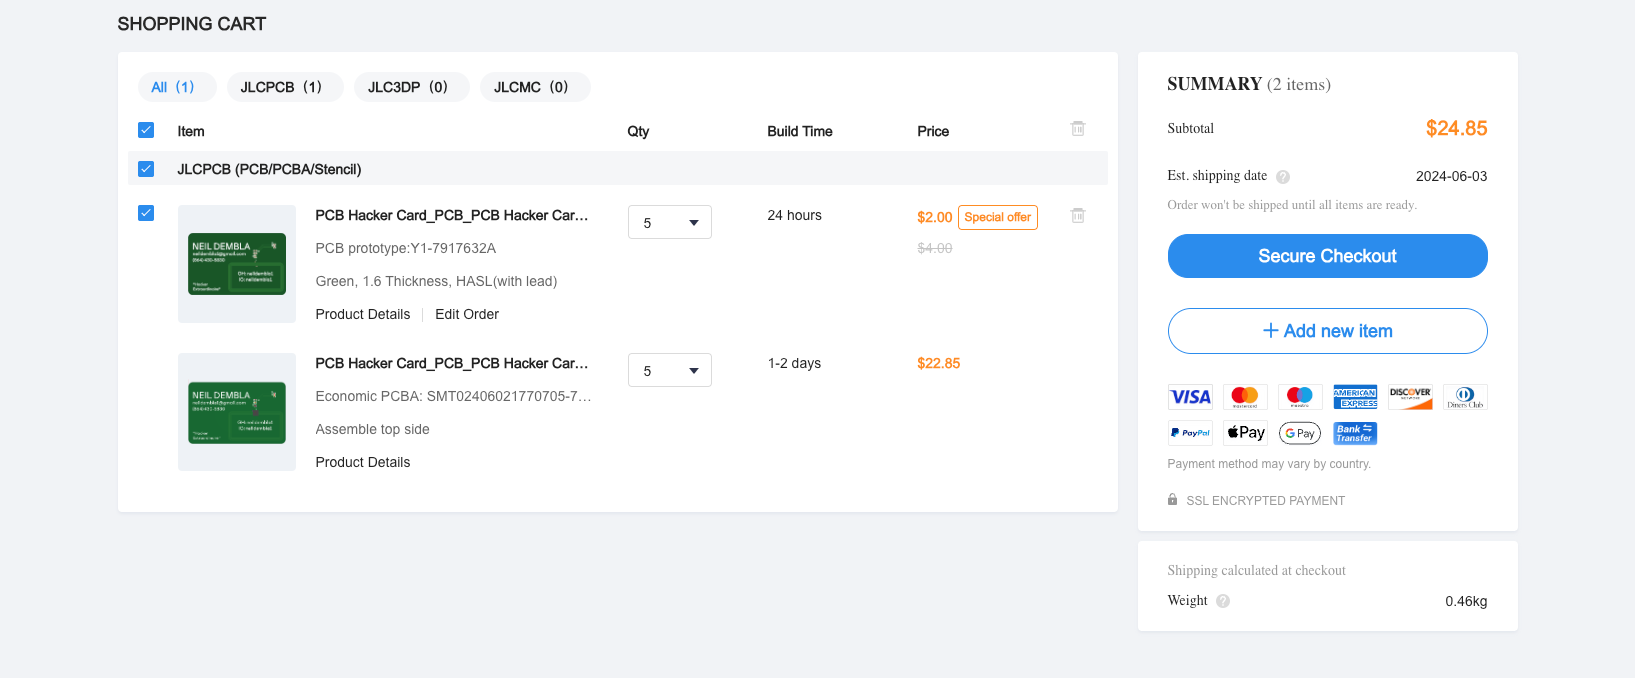 SHOPPING CART
All (1) JLCPCB (1) JLC3DP (0) JLCMC (0)
Item Qty Build Time Price
JLCPCB (PCB/PCBA/Stencil)
PCB Hacker Card_PCB_PCB Hacker Car...
PCB prototype:Y1-7917632A
Green, 1.6 Thickness, HASL(with lead)
Product Details | Edit Order
5
24 hours
$2.00 Special offer
$4.00
NEIL DEMBLA
PCB Hacker Card_PCB_PCB Hacker Car...
Economic PCBA: SMT02406021770705-7...
Assemble top side
Product Details
5
1-2 days
$22.85
NEIL DEMBLA
SUMMARY (2 items)
Subtotal $24.85
Est. shipping date ? 2024-06-03
Order won't be shipped until all items are ready.
Secure Checkout
+ Add new item
VISA mastercard maestro AMERICAN EXPRESS DISCOVER Diners Club
PayPal Pay G Pay Bank Transfer
Payment method may vary by country.
SSL ENCRYPTED PAYMENT
Shipping calculated at checkout
Weight ? 0.46kg